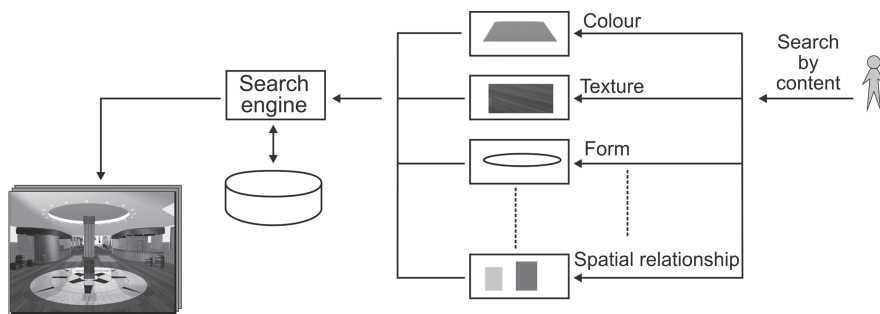 Colour
Search
by
content
Search
engine
Texture
Form
Spatial relationship